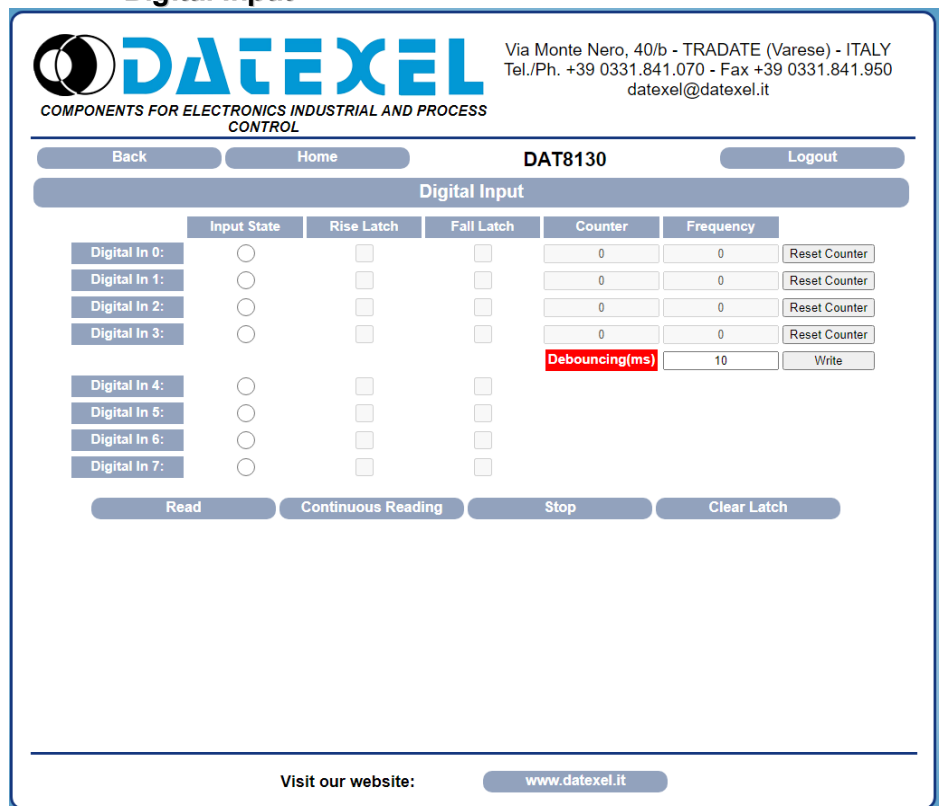 Digital Input
DATEXEL
COMPONENTS FOR ELECTRONICS INDUSTRIAL AND PROCESS
CONTROL
Via Monte Nero, 40/b - TRADATE (Varese) - ITALY
Tel./Ph. +39 0331.841.070 - Fax +39 0331.841.950
datexel@datexel.it
Back Home DAT8130 Logout
Digital Input
Input State Rise Latch Fall Latch Counter Frequency
Digital In 0: 0 0 Reset Counter
Digital In 1: 0 0 Reset Counter
Digital In 2: 0 0 Reset Counter
Digital In 3: 0 0 Reset Counter
Debouncing(ms) 10 Write
Digital In 4:
Digital In 5:
Digital In 6:
Digital In 7:
Read Continuous Reading Stop Clear Latch
Visit our website: www.datexel.it